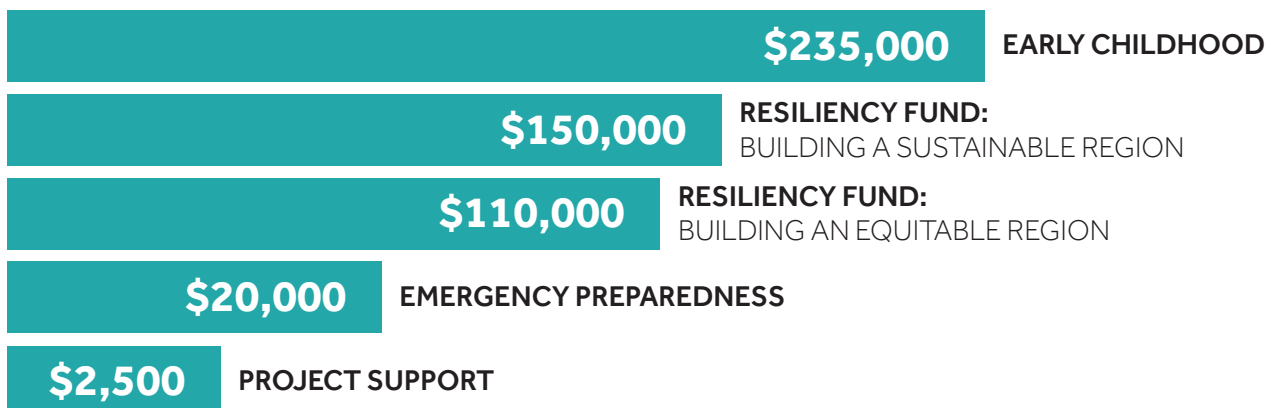 $235,000 EARLY CHILDHOOD
$150,000 RESILIENCY FUND:
BUILDING A SUSTAINABLE REGION
$110,000 RESILIENCY FUND:
BUILDING AN EQUITABLE REGION
$20,000 EMERGENCY PREPAREDNESS
$2,500 PROJECT SUPPORT